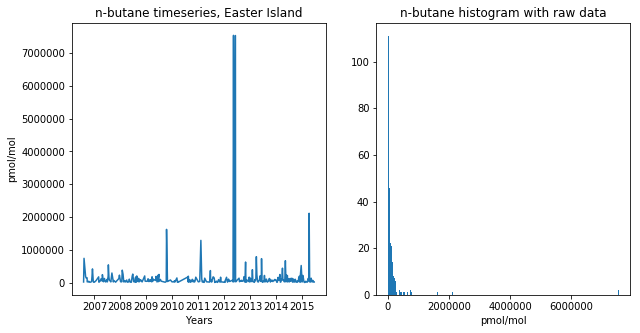 n-butane timeseries, Easter Island
n-butane histogram with raw data
pmol/mol
7000000
6000000
5000000
4000000
3000000
2000000
1000000
0
2007 2008 2009 2010 2011 2012 2013 2014 2015
Years
100
80
60
40
20
0
0 2000000 4000000 6000000
pmol/mol